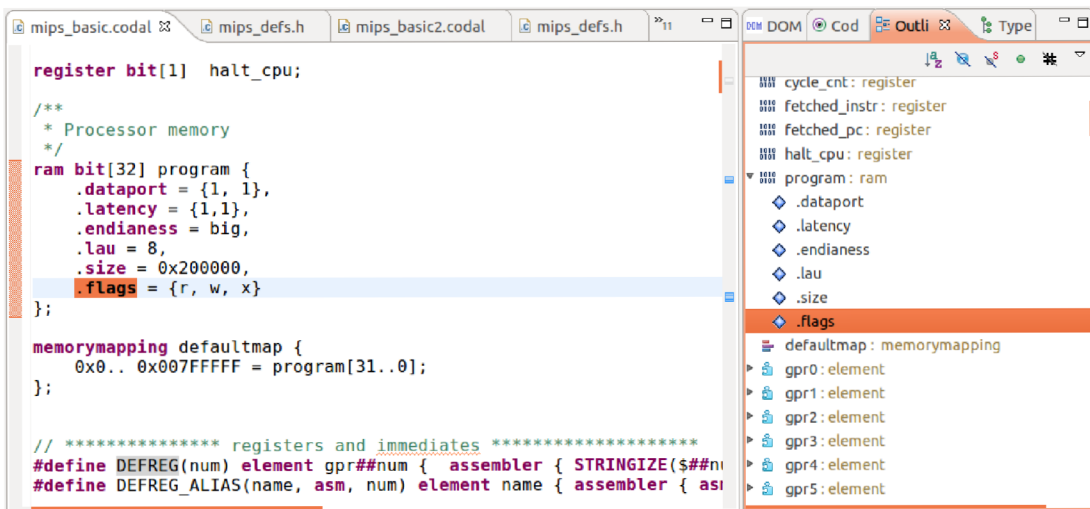 mips_basic.codal
mips_defs.h
mips_basic2.codal
mips_defs.h
»11
register bit[1]  halt_cpu;
/**
 * Processor memory
 */
ram bit[32] program {
    .dataport = {1, 1},
    .latency = {1,1},
    .endianess = big,
    .lau = 8,
    .size = 0x200000,
    .flags = {r, w, x}
};
memorymapping defaultmap {
    0x0.. 0x007FFFFF = program[31..0];
};
// *************** registers and immediates ********************
#define DEFREG(num) element gpr##num {  assembler { STRINGIZE($##nu
#define DEFREG_ALIAS(name, asm, num) element name { assembler { asm
DOM DOM
Cod
Outli
Type
cycle_cnt : register
fetched_instr : register
fetched_pc : register
halt_cpu : register
program : ram
.dataport
.latency
.endianess
.lau
.size
.flags
defaultmap : memorymapping
gpr0 : element
gpr1 : element
gpr2 : element
gpr3 : element
gpr4 : element
gpr5 : element